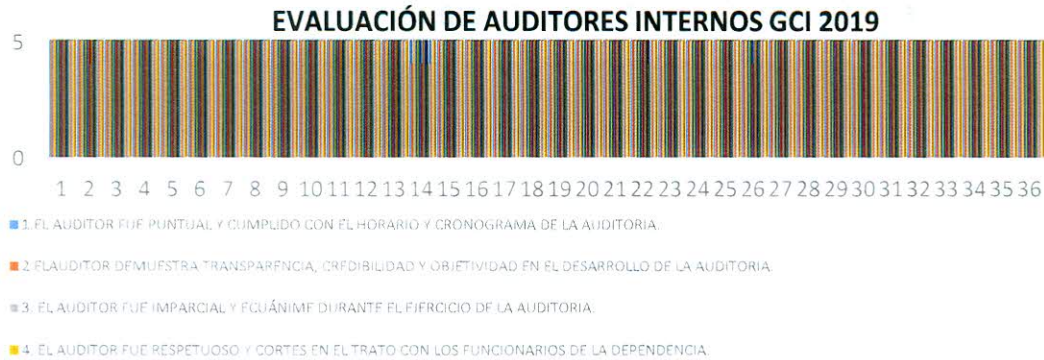 EVALUACIÓN DE AUDITORES INTERNOS GCI 2019
5
0
1 2 3 4 5 6 7 8 9 10 11 12 13 14 15 16 17 18 19 20 21 22 23 24 25 26 27 28 29 30 31 32 33 34 35 36
1. EL AUDITOR FUE PUNTUAL Y CUMPLIDO CON EL HORARIO Y CRONOGRAMA DE LA AUDITORIA.
2 ELAUDITOR DEMUESTRA TRANSPARENCIA, CREDIBILIDAD Y OBJETIVIDAD EN EL DESARROLLO DE LA AUDITORIA.
3. EL AUDITOR FUE IMPARCIAL Y ECUÁNIME DURANTE EL EJERCICIO DE LA AUDITORIA.
4. EL AUDITOR FUE RESPETUOSO Y CORTES EN EL TRATO CON LOS FUNCIONARIOS DE LA DEPENDENCIA.